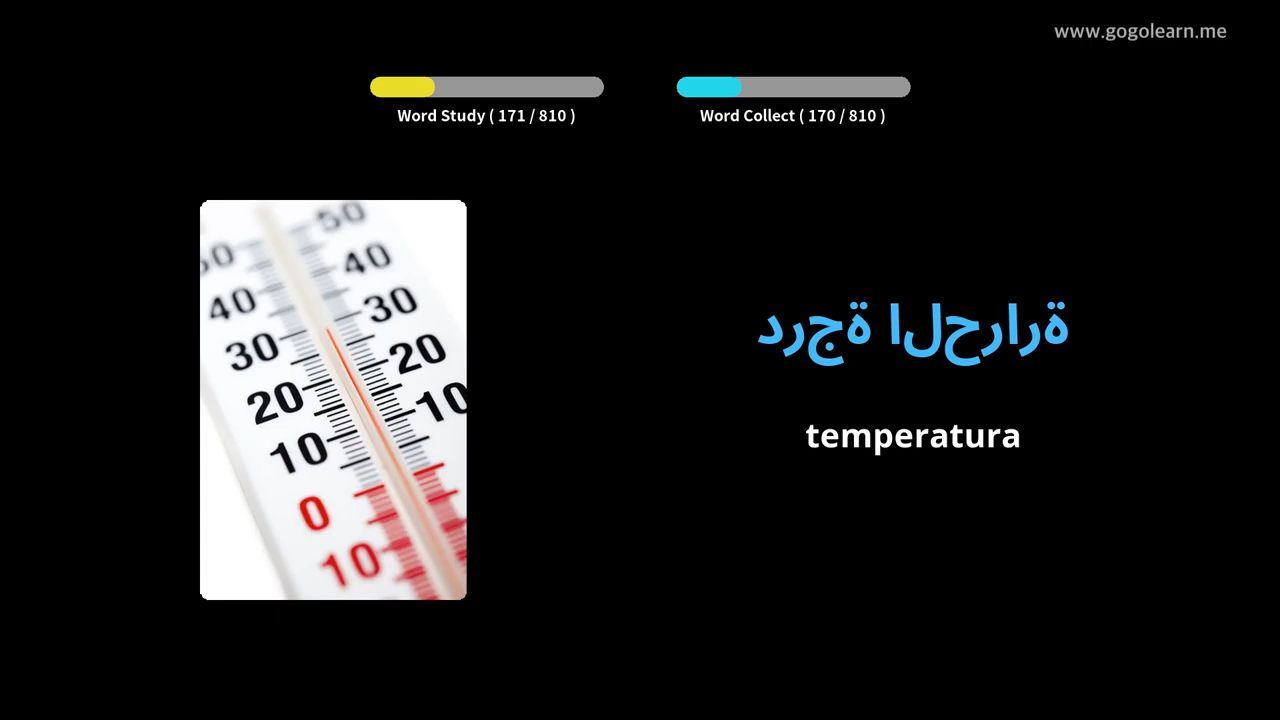 www.gogolearn.me
Word Study ( 171 / 810 )
Word Collect ( 170 / 810 )
درجة الحرارة
temperatura
50 50
40 40
30 30
20 20
10 10
0
10